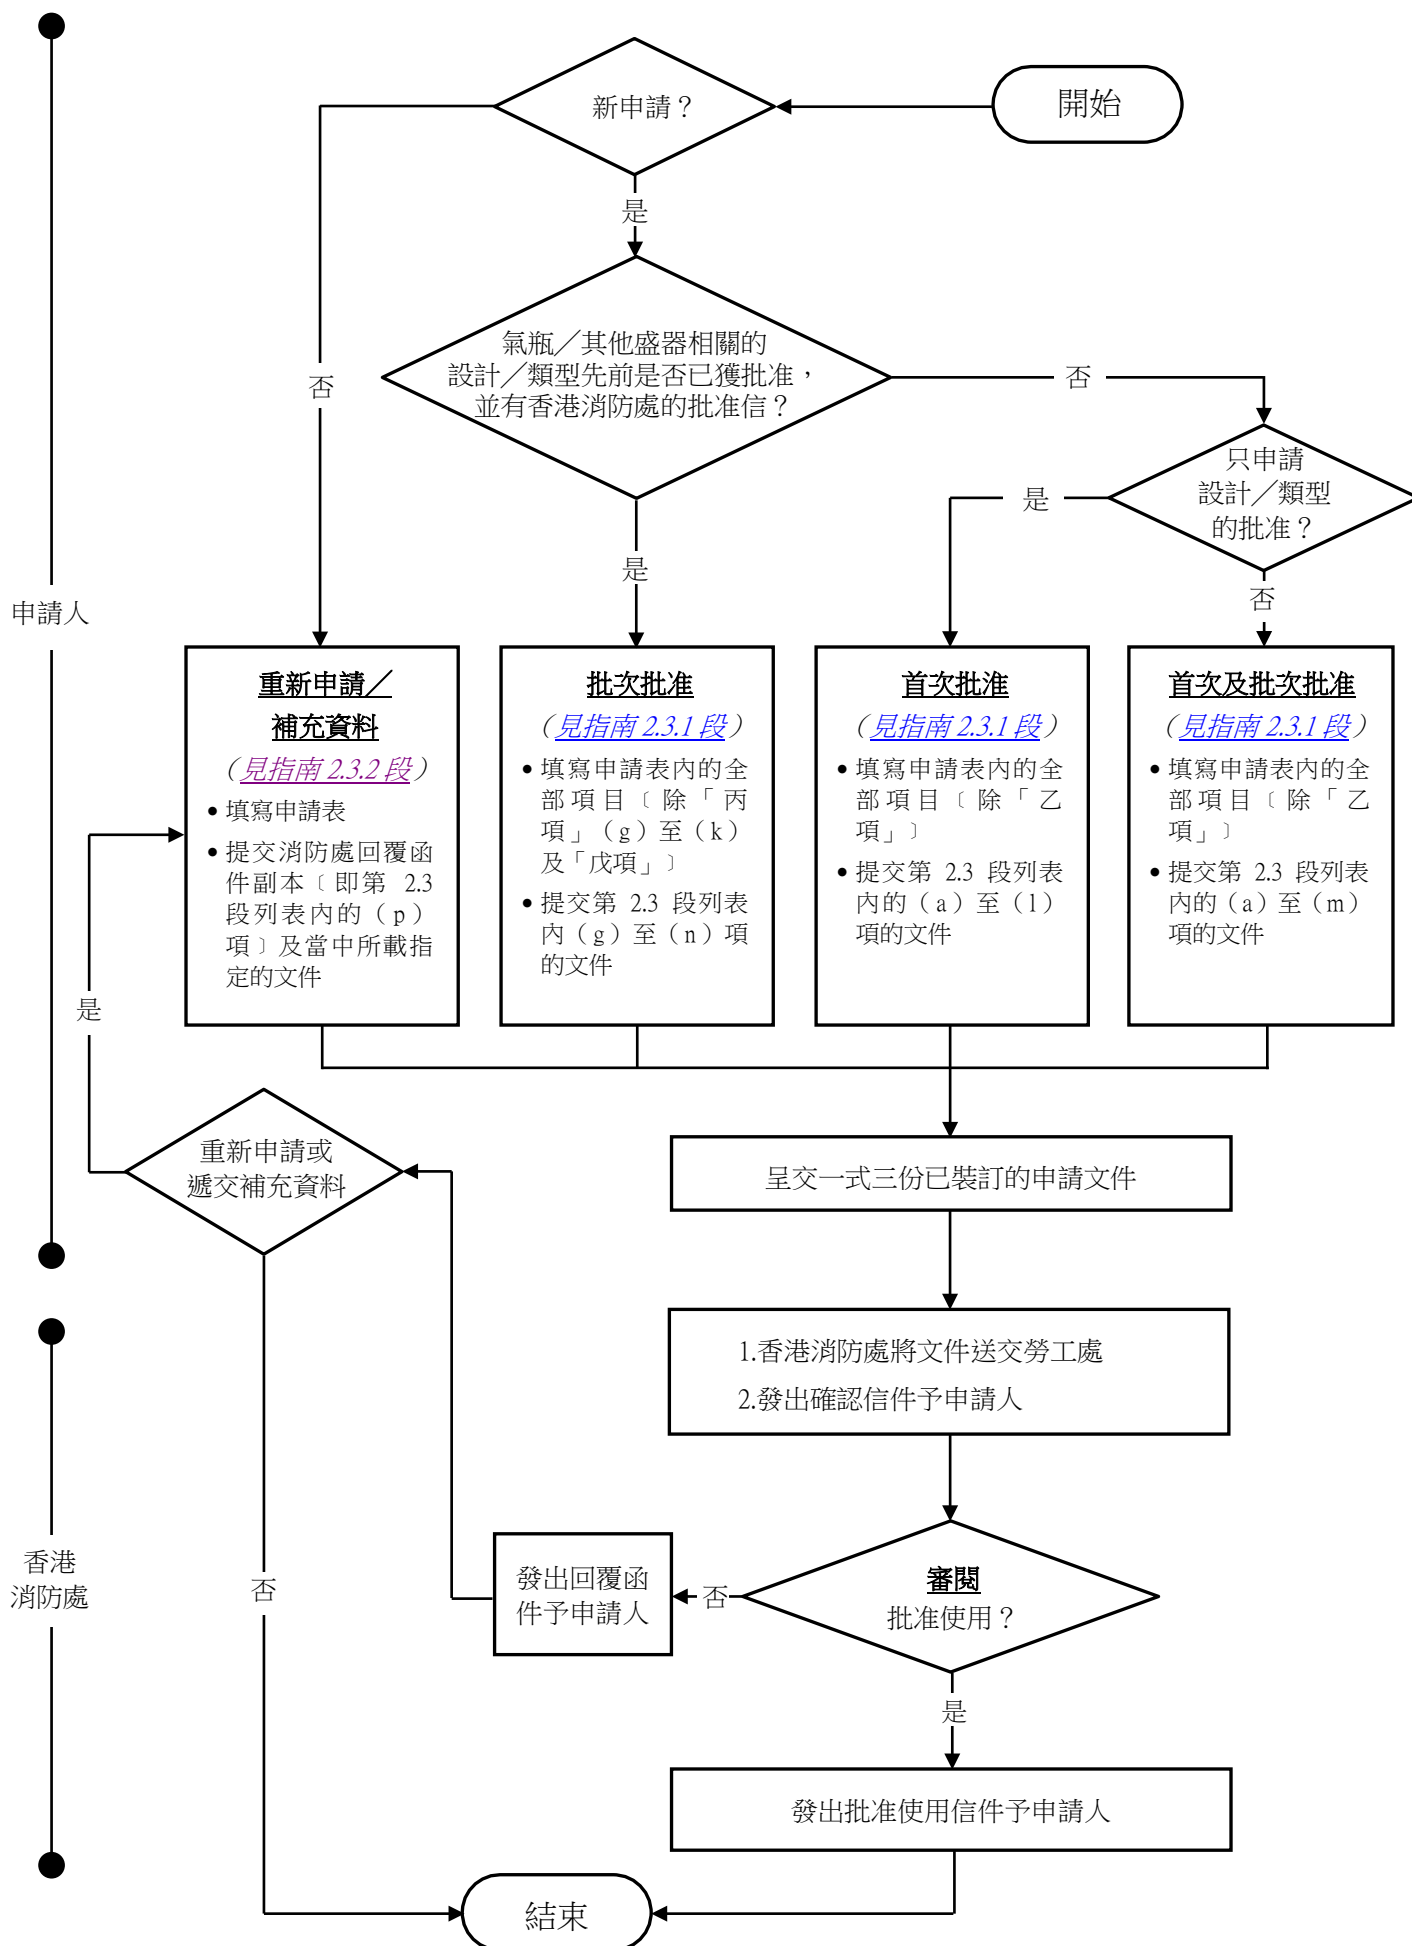 開始
新申請？
是
否
氣瓶／其他盛器相關的
設計／類型先前是否已獲批准，
並有香港消防處的批准信？
否
是
只申請
設計／類型
的批准？
是
否
申請人
重新申請／
補充資料
（見指南 2.3.2 段）
• 填寫申請表
• 提交消防處回覆函
件副本﹝即第 2.3
段列表內的（p）
項﹞及當中所載指
定的文件
批次批准
（見指南 2.3.1 段）
• 填寫申請表內的全
部項目﹝除「丙
項」（g）至（k）
及「戊項」﹞
• 提交第 2.3 段列表
內（g）至（n）項
的文件
首次批准
（見指南 2.3.1 段）
• 填寫申請表內的全
部項目﹝除「乙
項」﹞
• 提交第 2.3 段列表
內的（a）至（l）
項的文件
首次及批次批准
（見指南 2.3.1 段）
• 填寫申請表內的全
部項目﹝除「乙
項」﹞
• 提交第 2.3 段列表
內的（a）至（m）
項的文件
是
重新申請或
遞交補充資料
呈交一式三份已裝訂的申請文件
1.香港消防處將文件送交勞工處
2.發出確認信件予申請人
香港
消防處
否
發出回覆函
件予申請人
否
審閱
批准使用？
是
發出批准使用信件予申請人
結束